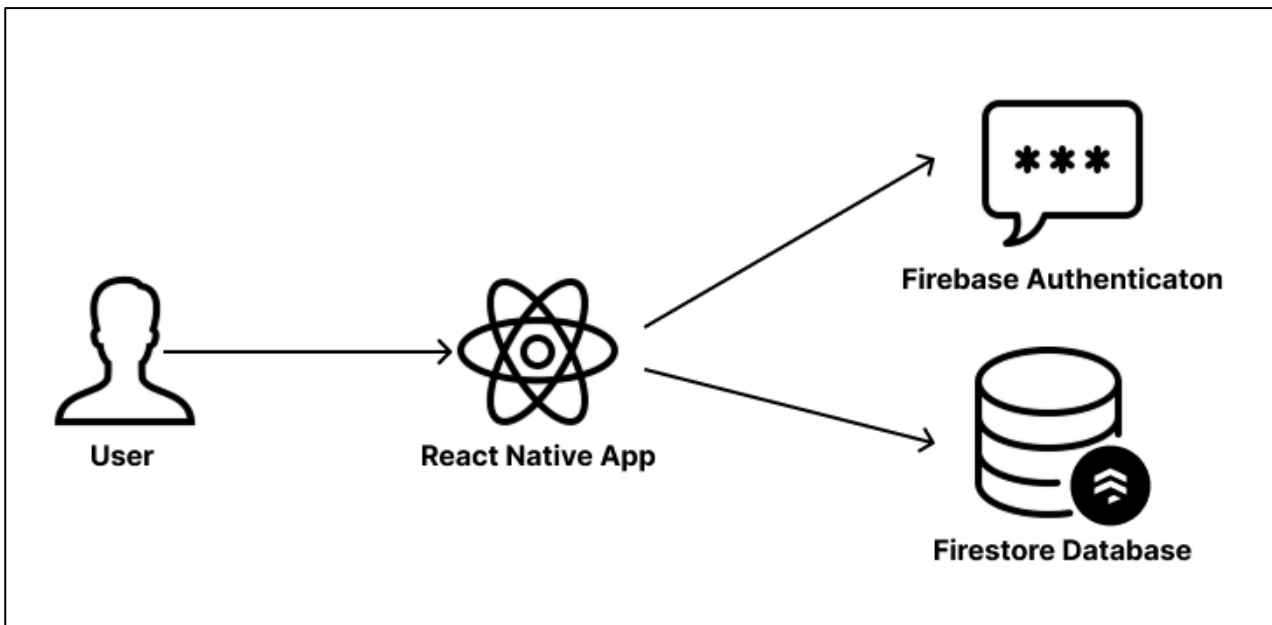 ***
Firebase Authenticaton
User
React Native App
Firestore Database